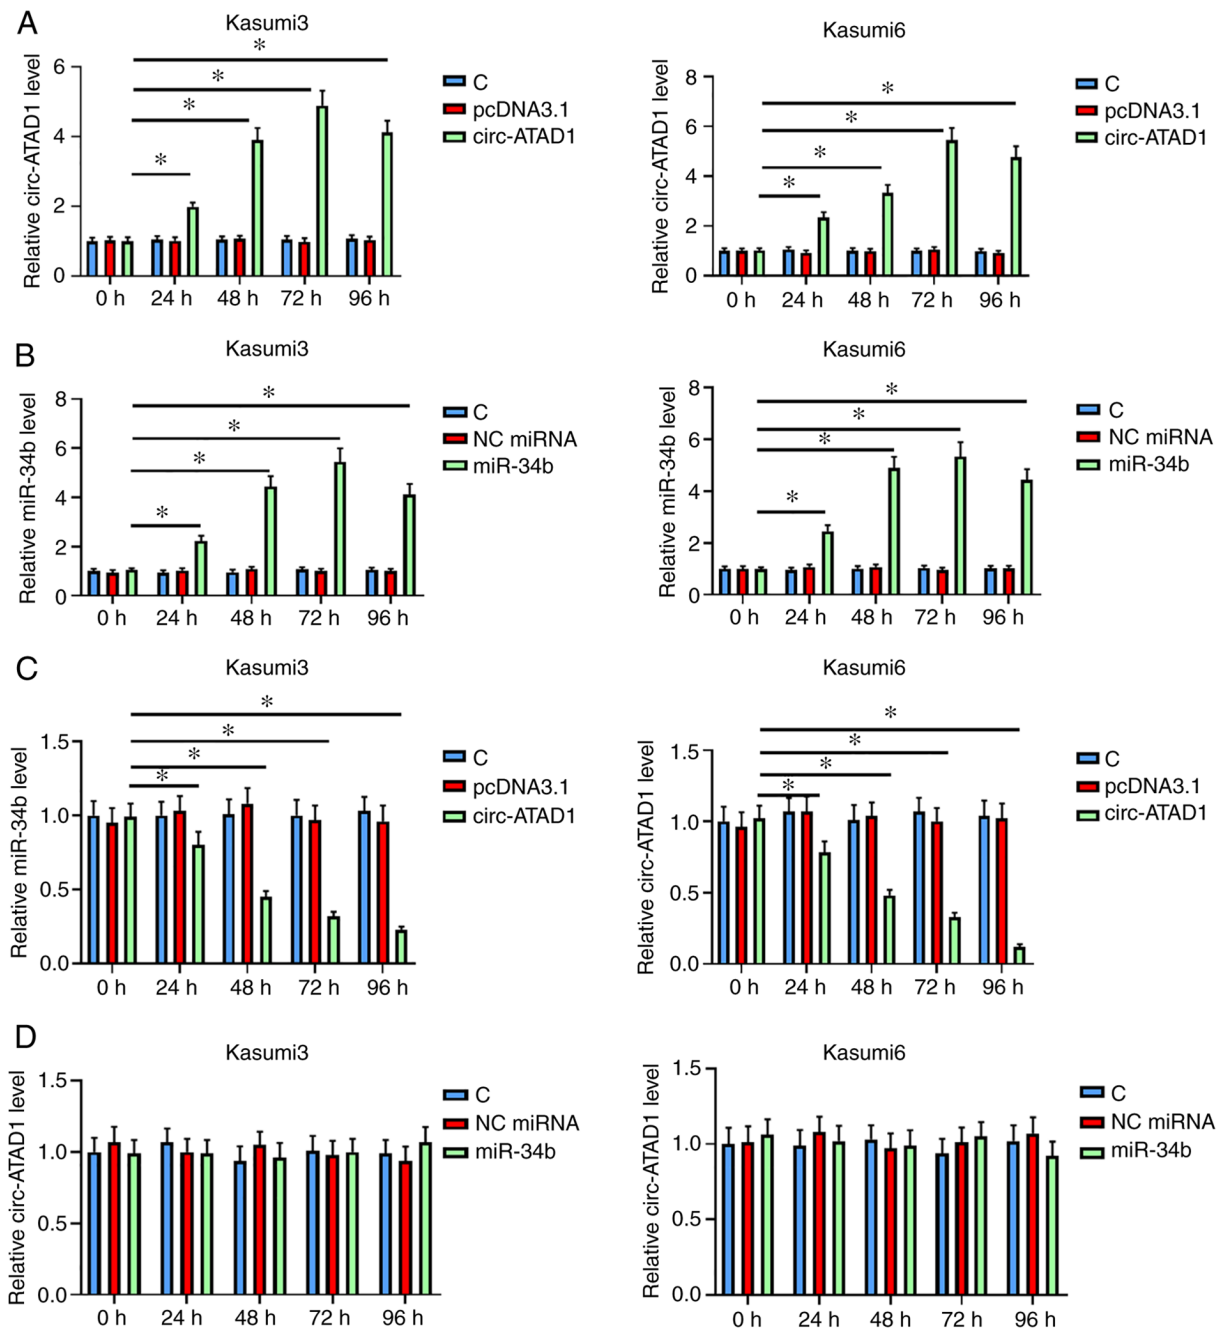 A
Kasumi3
Relative circ-ATAD1 level
6
4
2
0
*
*
*
*
0 h 24 h 48 h 72 h 96 h
C
pcDNA3.1
circ-ATAD1
Kasumi6
Relative circ-ATAD1 level
8
6
4
2
0
*
*
*
*
0 h 24 h 48 h 72 h 96 h
C
pcDNA3.1
circ-ATAD1
B
Kasumi3
Relative miR-34b level
8
6
4
2
0
*
*
*
*
0 h 24 h 48 h 72 h 96 h
C
NC miRNA
miR-34b
Kasumi6
Relative miR-34b level
8
6
4
2
0
*
*
*
*
0 h 24 h 48 h 72 h 96 h
C
NC miRNA
miR-34b
C
Kasumi3
Relative miR-34b level
1.5
1.0
0.5
0.0
*
*
*
*
0 h 24 h 48 h 72 h 96 h
C
pcDNA3.1
circ-ATAD1
Kasumi6
Relative circ-ATAD1 level
1.5
1.0
0.5
0.0
*
*
*
*
0 h 24 h 48 h 72 h 96 h
C
pcDNA3.1
circ-ATAD1
D
Kasumi3
Relative circ-ATAD1 level
1.5
1.0
0.5
0.0
0 h 24 h 48 h 72 h 96 h
C
NC miRNA
miR-34b
Kasumi6
Relative circ-ATAD1 level
1.5
1.0
0.5
0.0
0 h 24 h 48 h 72 h 96 h
C
NC miRNA
miR-34b